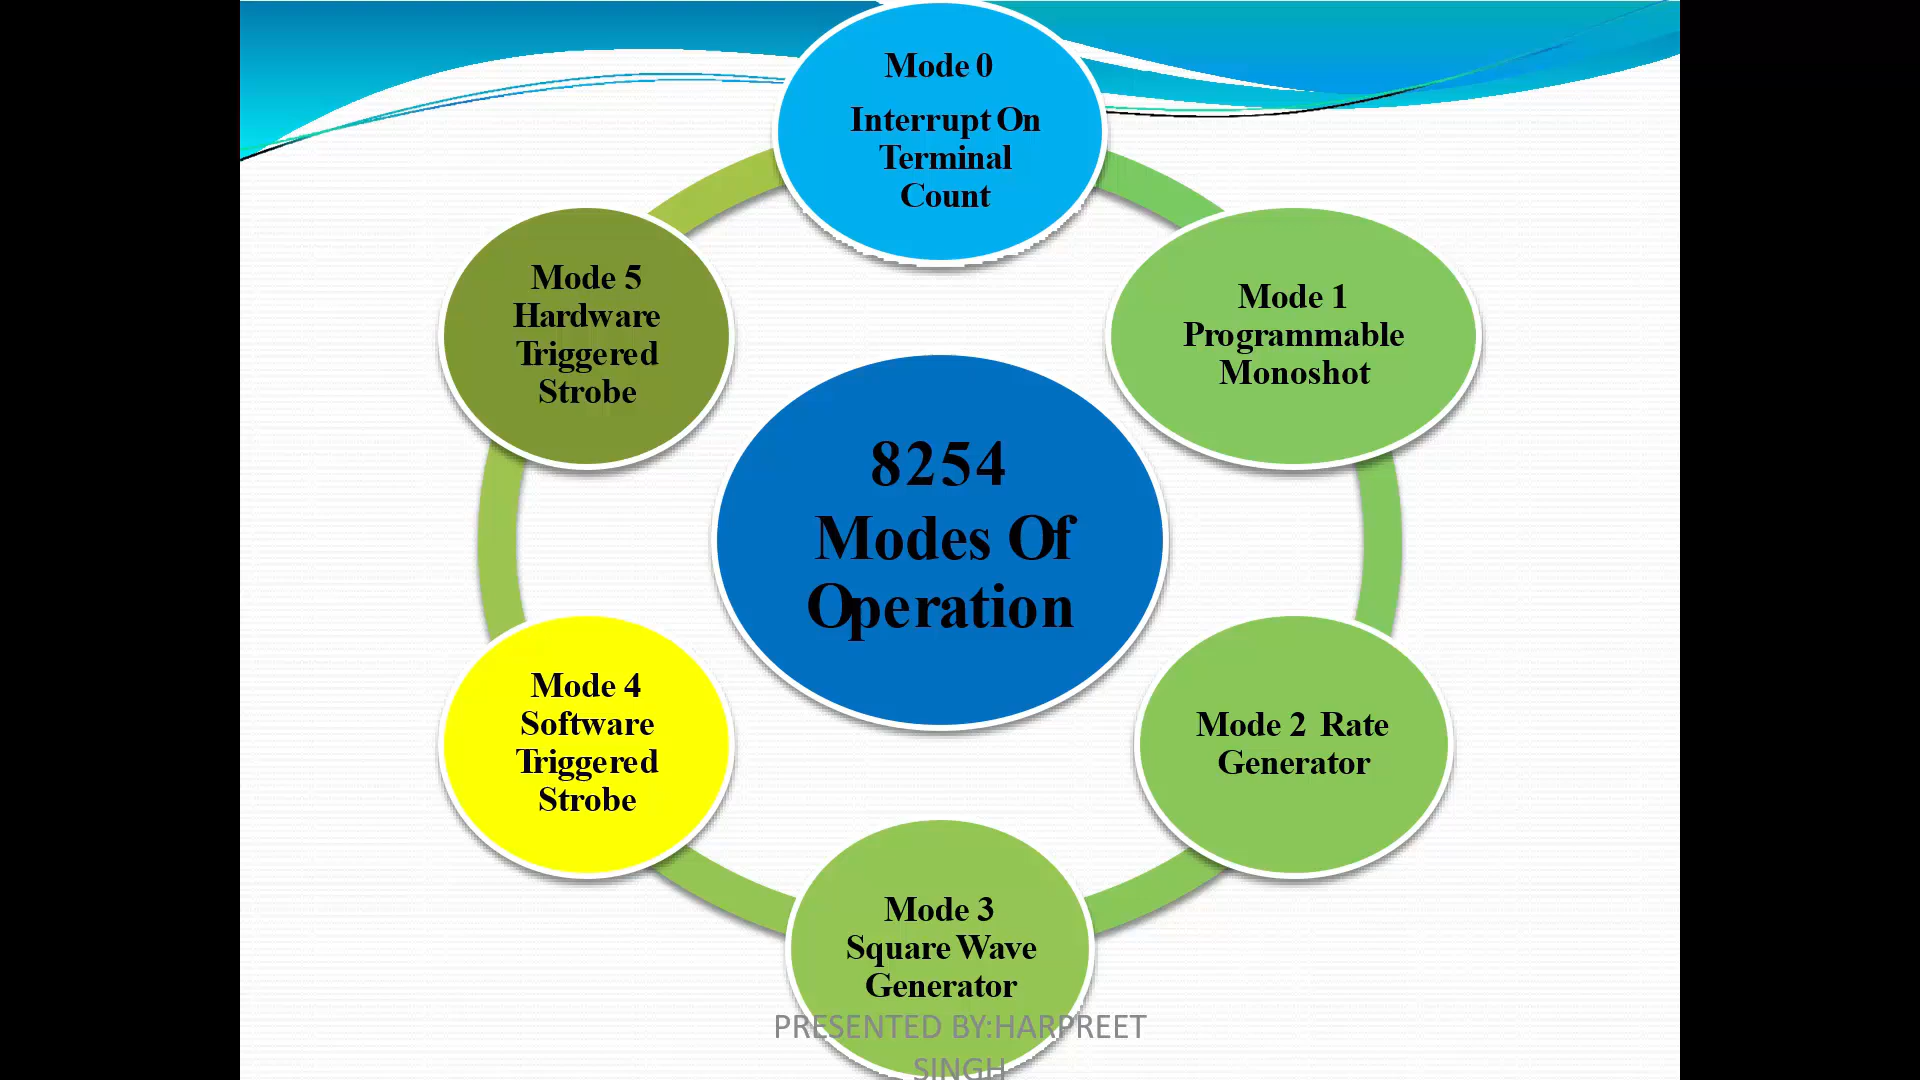 Mode 0
Interrupt On
Terminal
Count
Mode 1
Programmable
Monoshot
Mode 2 Rate
Generator
Mode 3
Square Wave
Generator
Mode 4
Software
Triggered
Strobe
Mode 5
Hardware
Triggered
Strobe
8254
Modes Of
Operation
PRESENTED BY:HARPREET
SINGH